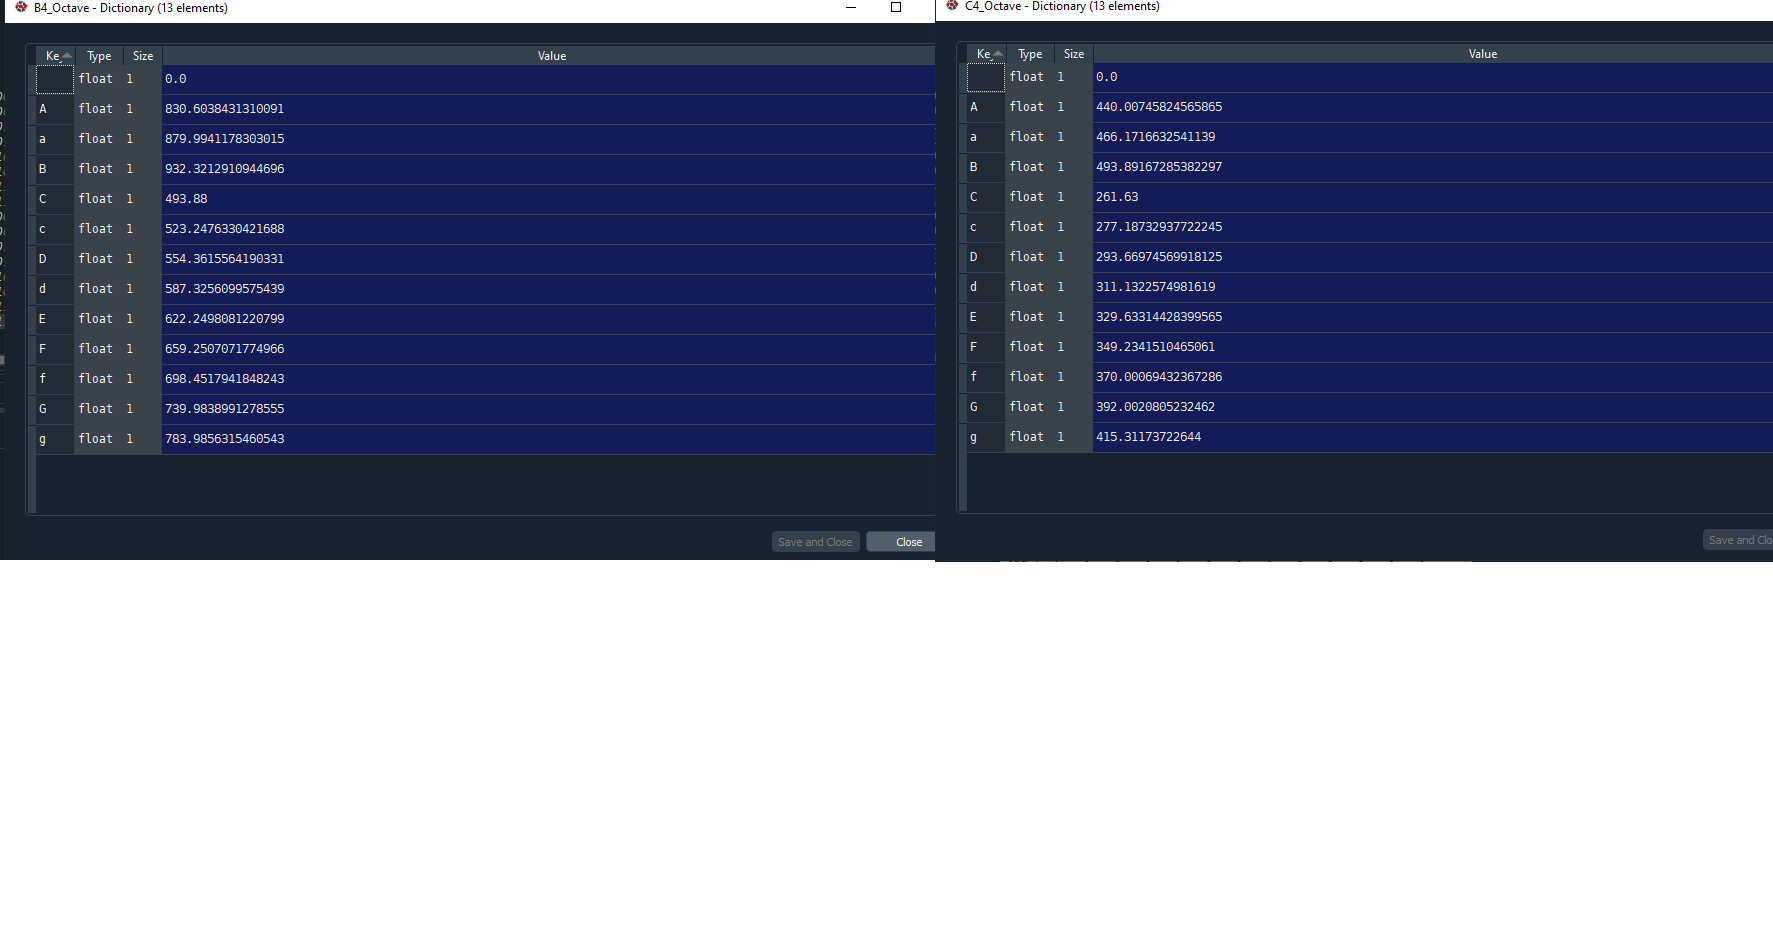 B4_Octave - Dictionary (13 elements)
Ke Type Size Value
float 1 0.0
A float 1 830.6038431310091
a float 1 879.9941178303015
B float 1 932.3212910944696
C float 1 493.88
c float 1 523.2476330421688
D float 1 554.3615564190331
d float 1 587.3256099575439
E float 1 622.2498081220799
F float 1 659.2507071774966
f float 1 698.4517941848243
G float 1 739.9838991278555
g float 1 783.9856315460543
Save and Close Close
C4_Octave - Dictionary (13 elements)
Ke Type Size Value
float 1 0.0
A float 1 440.00745824565865
a float 1 466.1716632541139
B float 1 493.89167285382297
C float 1 261.63
c float 1 277.18732937722245
D float 1 293.66974569918125
d float 1 311.1322574981619
E float 1 329.63314428399565
F float 1 349.2341510465061
f float 1 370.00069432367286
G float 1 392.0020805232462
g float 1 415.31173722644
Save and Clo